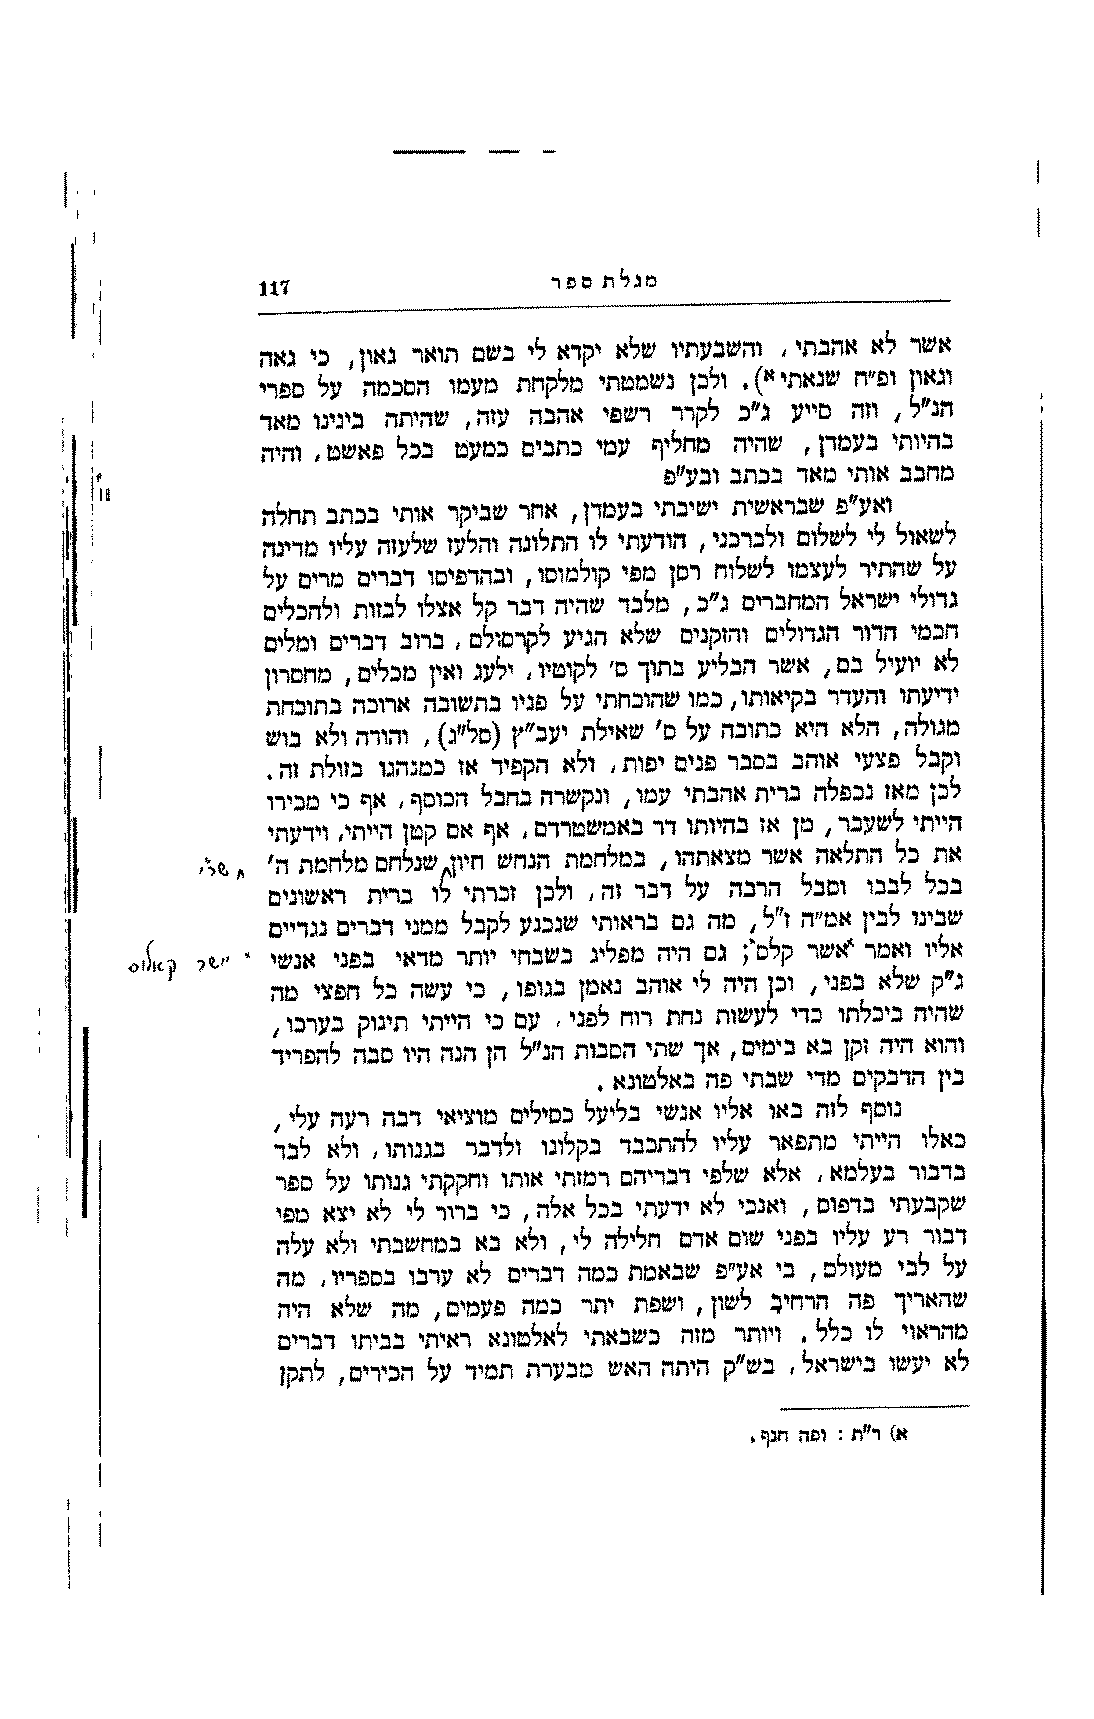 מגלת ספר 117
אשר לא אהבתי, והשבעתיו שלא יקרא לי בשם תואר גאון, כי גאה
וגאון ופ״ח שנאתי א). ולכן נשמטתי מלקחת מעמו הסכמה על ספרי
הנ״ל, וזה סייע ג״כ לקרר רשפי אהבה עזה, שהיתה בינינו מאד
בהיותי בעמדן, שהיה מחליף עמי כתבים כמעט בכל פאשט, והיה
מחבב אותי מאד בכתב ובע״פ
ואע״פ שבראשית ישיבתי בעמדן, אחר שביקר אותי בכתב תחלה
לשאול לי לשלום ולברכני, הודעתי לו התלונה והלעז שלעזה עליו מדינה
על שהתיר לעצמו לשלוח רסן מפי קולמוסו, ובהדפיסו דברים מרים על
גדולי ישראל המחברים ג״כ, מלבד שהיה דבר קל אצלו לבזות ולהכלים
חכמי הדור הגדולים והזקנים שלא הגיע לקרסולם, ברוב דברים ומלים
לא יועיל בם, אשר הבליע בתוך ס׳ לקוטיו, ילעג ואין מכלים, מחסרון
ידיעתו והעדר בקיאותו, כמו שהוכחתי על פניו בתשובה ארוכה בתוכחת
מגולה, הלא היא כתובה על ס׳ שאילת יעב״ץ (סל״ג), והורה ולא בוש
וקבל פצעי אוהב בסבר פנים יפות, ולא הקפיד אז כמנהגו בזולת זה.
לכן מאז נכפלה ברית אהבתי עמו, ונקשרה בחבל הכוסף, אף כי מכירו
הייתי לשעבר, מן אז בהיותו דר באמשטרדם, אף אם קטן הייתי, וידעתי
את כל התלאה אשר מצאתהו, במלחמת הנחש חיון שנלחם מלחמת ה׳
בכל לבבו וסבל הרבה על דבר זה, ולכן זכרתי לו ברית ראשונים
שבינו לבין אמ״ה ז״ל, מה גם בראותי שנכנע לקבל ממני דברים נגדיים
אליו ואמר אשר קלס; גם היה מפליג בשבחי יותר מדאי בפני אנשי
ג״ק שלא בפני, וכן היה לי אוהב נאמן בגופו, כי עשה כל חפצי מה
שהיה ביכלתו כדי לעשות נחת רוח לפני, עם כי הייתי תינוק בערכו,
והוא היה זקן בא בימים, אך שתי הסבות הנ״ל הן הנה היו סבה להפריד
בין הדבקים מדי שבתי פה באלטונא.
נוסף לזה באו אליו אנשי בליעל כסילים מוציאי דבה רעה עלי,
כאלו הייתי מתפאר עליו להתכבד בקלונו ולדבר בגנותו, ולא לבד
בדבור בעלמא, אלא שלפי דבריהם רמזתי אותו וחקקתי גנותו על ספר
שקבעתי בדפוס, ואנכי לא ידעתי בכל אלה, כי ברור לי לא יצא מפי
דבור רע עליו בפני שום אדם חלילה לי, ולא בא במחשבתי ולא עלה
על לבי מעולם, כי אע״פ שבאמת כמה דברים לא ערבו בספריו, מה
שהאריך פה הרחיב לשון, ושפת יתר כמה פעמים, מה שלא היה
מהראוי לו כלל. ויותר מזה כשבאתי לאלטונא ראיתי בביתו דברים
לא יעשו בישראל, בש״ק היתה האש מבערת תמיד על הכירים, לתקן
א) ר״ת: ופה חנף.